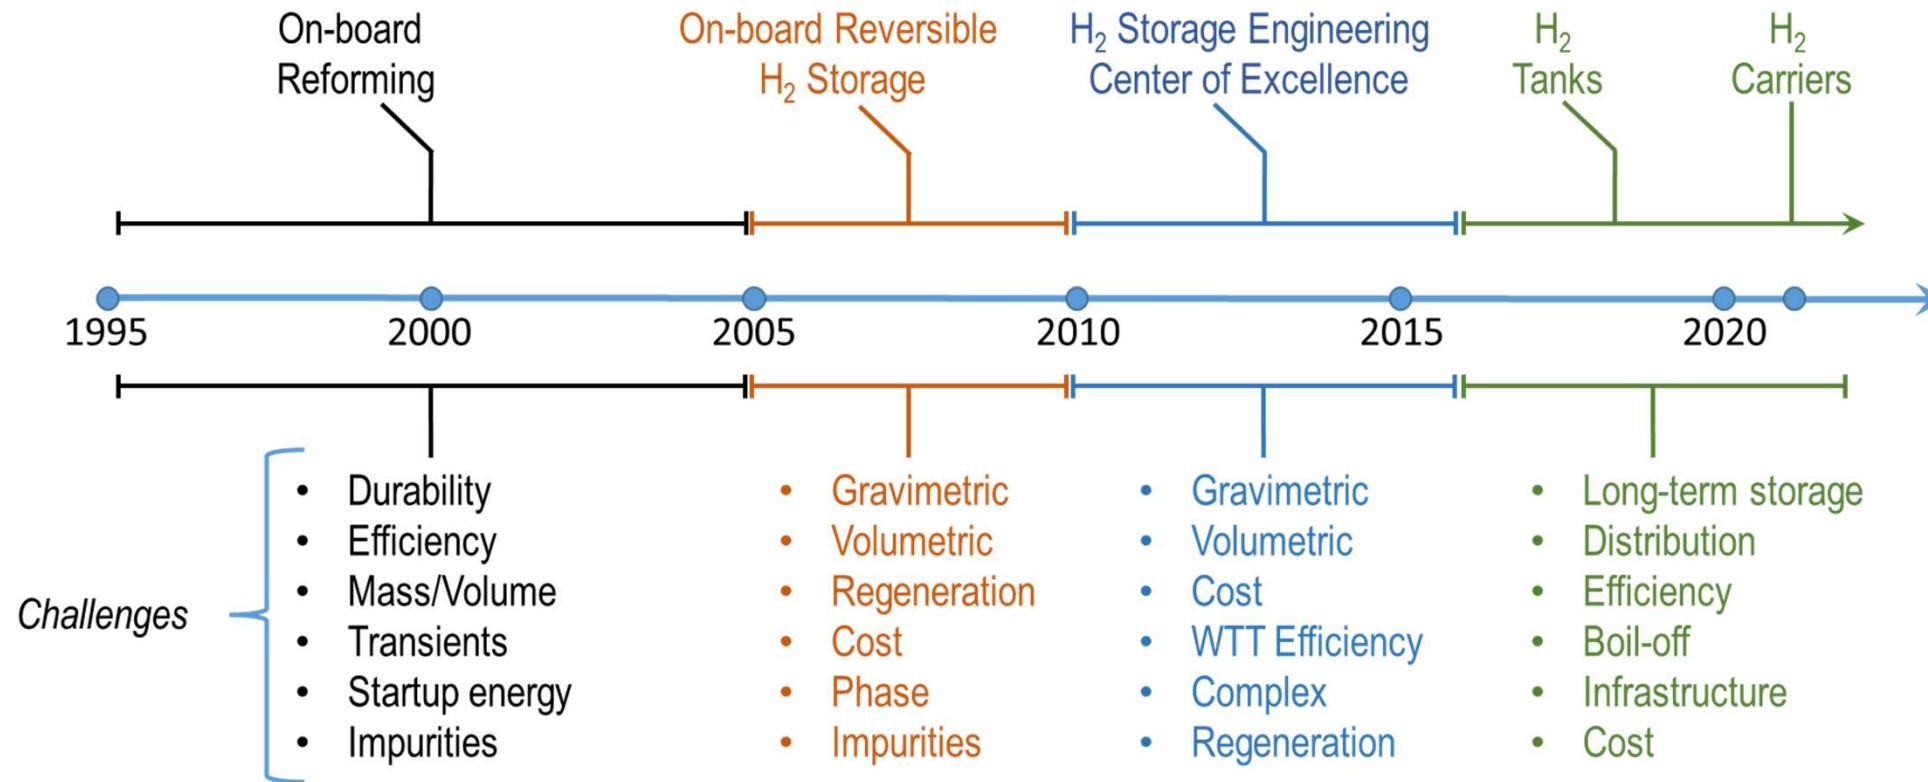 On-board
Reforming
On-board Reversible
H₂ Storage
H₂ Storage Engineering
Center of Excellence
H₂
Tanks
H₂
Carriers
1995
2000
2005
2010
2015
2020
Challenges
• Durability
• Efficiency
• Mass/Volume
• Transients
• Startup energy
• Impurities
• Gravimetric
• Volumetric
• Regeneration
• Cost
• Phase
• Impurities
• Gravimetric
• Volumetric
• Cost
• WTT Efficiency
• Complex
• Regeneration
• Long-term storage
• Distribution
• Efficiency
• Boil-off
• Infrastructure
• Cost